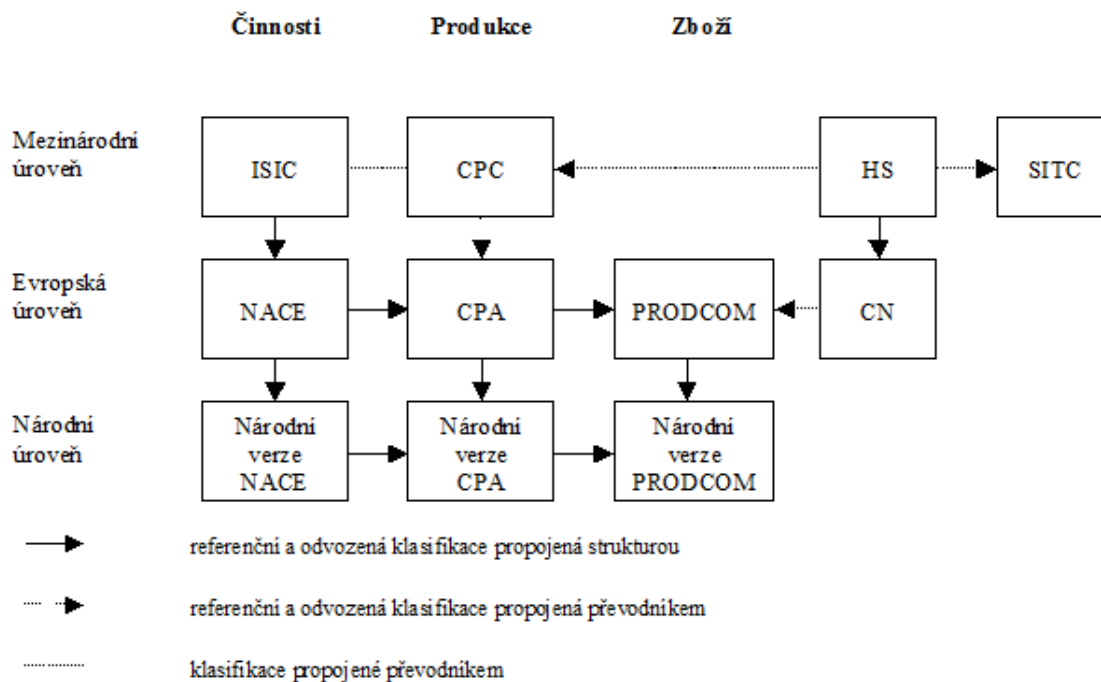 Činnosti Produkce Zboží
Mezinárodní
úroveň
ISIC CPC HS SITC
Evropská
úroveň
NACE CPA PRODCOM CN
Národní
úroveň
Národní
verze
NACE
Národní
verze
CPA
Národní
verze
PRODCOM
referenční a odvozená klasifikace propojená strukturou
referenční a odvozená klasifikace propojená převodníkem
klasifikace propojené převodníkem